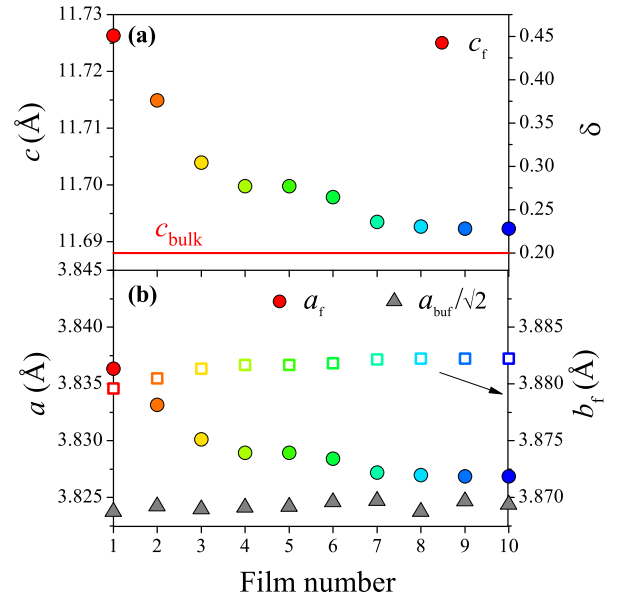 11.73
(a)
c_f
0.45
0.40
11.72
0.35
c (Å)
11.71
δ
0.30
11.70
0.25
c_bulk
11.69
0.20
3.845
(b)
a_f
a_buf/√2
3.840
3.885
a (Å)
3.835
3.880
b_f (Å)
3.830
3.875
3.825
3.870
1 2 3 4 5 6 7 8 9 10
Film number